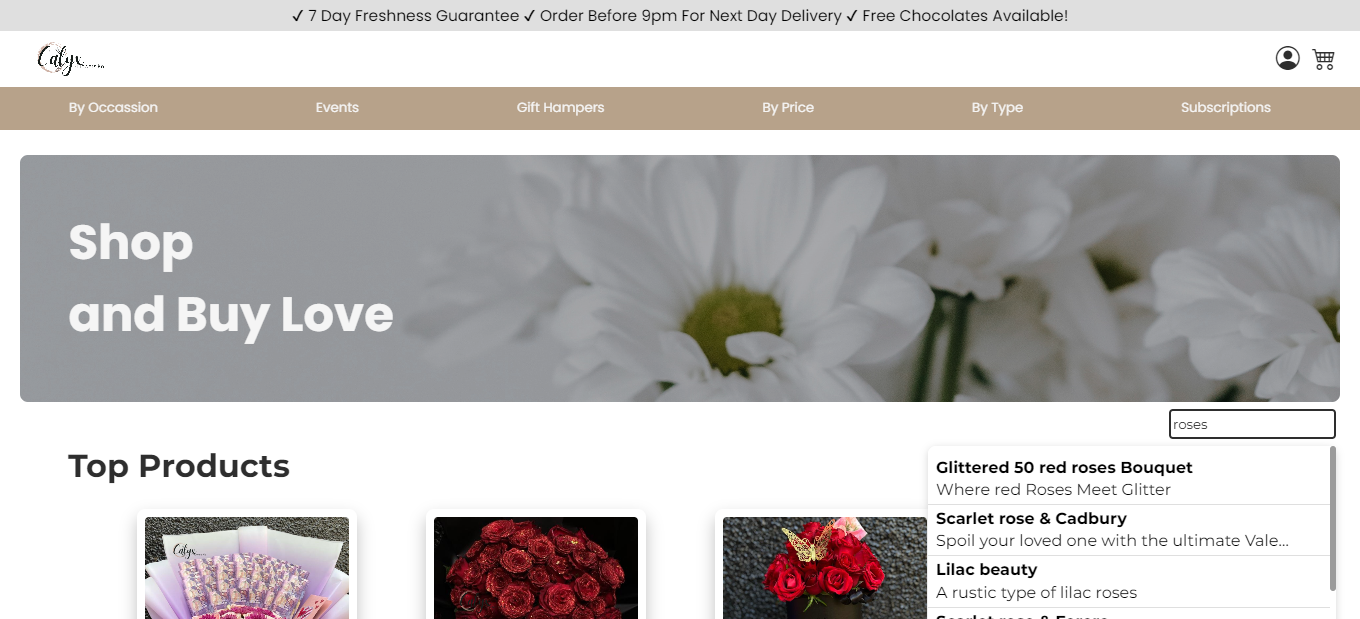 ✓ 7 Day Freshness Guarantee ✓ Order Before 9pm For Next Day Delivery ✓ Free Chocolates Available!
Calyx
By Occassion Events Gift Hampers By Price By Type Subscriptions
Shop
and Buy Love
roses
Top Products
Glittered 50 red roses Bouquet
Where red Roses Meet Glitter
Scarlet rose & Cadbury
Spoil your loved one with the ultimate Vale...
Lilac beauty
A rustic type of lilac roses
Scarlet rose & Ferero
Calyx